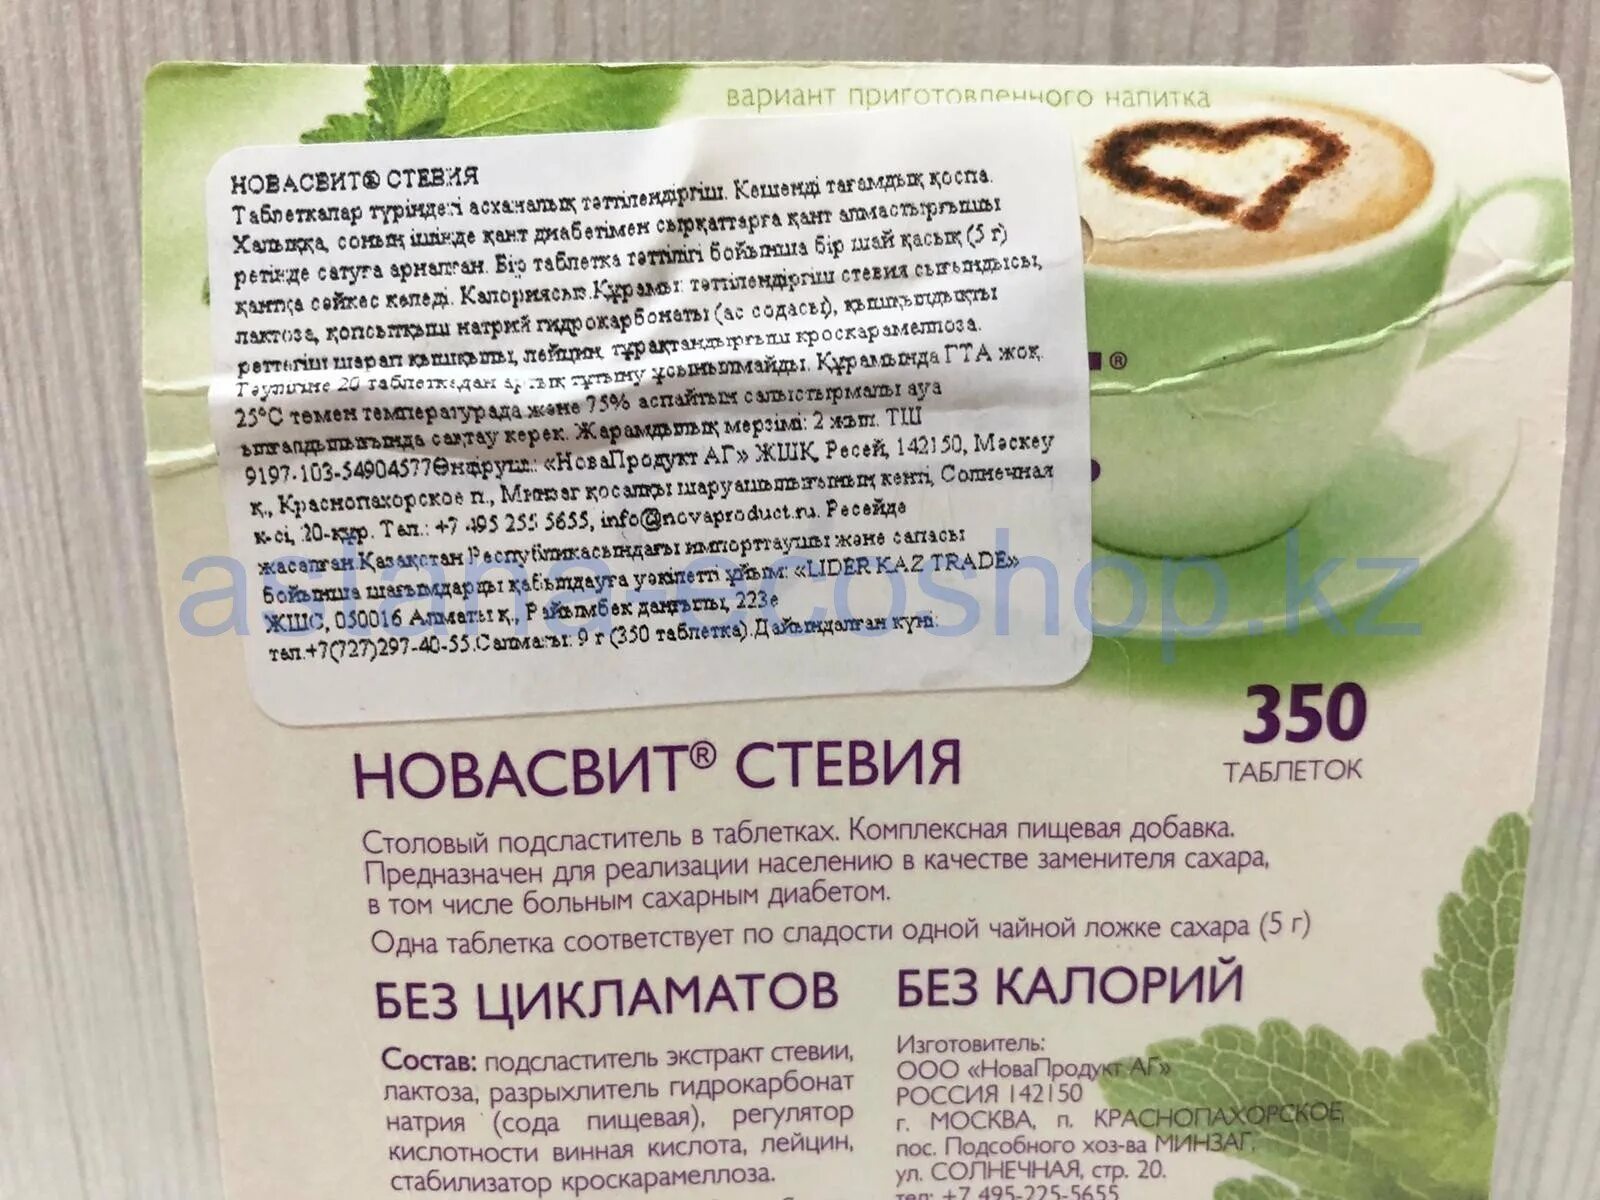 вариант приготовленного напитка
НОВАСВИТ® СТЕВИЯ
Таблеткалар түріндегі асханалық тәттілендіргіш. Кешенді тағамдық қоспа.
Халыққа, соның ішінде қант диабетімен сырқаттарға қант алмастырғышы
ретінде сатуға арналған. Бір таблетка тәттілігі бойынша бір шай қасық (5 г)
қантқа сәйкес келеді. Калориясыз.Құрамы: тәттілендіргіш стевия сығындысы,
лактоза, қопсытқыш натрий гидрокарбонаты (ас содасы), қышқылдықты
реттегіш шарап қышқылы, лейцин, тұрақтандырғыш кроскарамеллоза.
Тәулігіне 20 таблеткадан артық тұтыну ұсынылмайды. Құрамында ГТА жоқ.
25°С төмен температурада және 75% аспайтын салыстырмалы ауа
ылғалдылығында сақтау керек. Жарамдылық мерзімі: 2 жыл. ТШ
9197-103-54904577Өндіруші: «НоваПродукт АГ» ЖШҚ, Ресей, 142150, Мәскеу
қ., Краснопахорское п., Минзаг қосалқы шаруашылығының кенті, Солнечная
к-сі, 20-құр. Тел.: +7 495 255 5655, info@novaproduct.ru. Ресейде
жасалған.Қазақстан Республикасындағы импорттаушы және сапасы
бойынша шағымдарды қабылдауға уәкілетті ұйым: «LIDER KAZ TRADE»
ЖШС, 050016 Алматы қ., Райымбек даңғылы, 223е
тел.+7(727)297-40-55.Салмағы: 9 г (350 таблетка).Дайындалған күні:
350
ТАБЛЕТОК
НОВАСВИТ® СТЕВИЯ
Столовый подсластитель в таблетках. Комплексная пищевая добавка.
Предназначен для реализации населению в качестве заменителя сахара,
в том числе больным сахарным диабетом.
Одна таблетка соответствует по сладости одной чайной ложке сахара (5 г)
БЕЗ ЦИКЛАМАТОВ
Состав: подсластитель экстракт стевии,
лактоза, разрыхлитель гидрокарбонат
натрия (сода пищевая), регулятор
кислотности винная кислота, лейцин,
стабилизатор кроскарамеллоза.
БЕЗ КАЛОРИЙ
Изготовитель:
ООО «НоваПродукт АГ»
РОССИЯ 142150
г. МОСКВА, п. КРАСНОПАХОРСКОЕ,
пос. Подсобного хоз-ва МИНЗАГ,
ул. СОЛНЕЧНАЯ, стр. 20.
тел: +7 495-225-5655
astana-ecoshop.kz